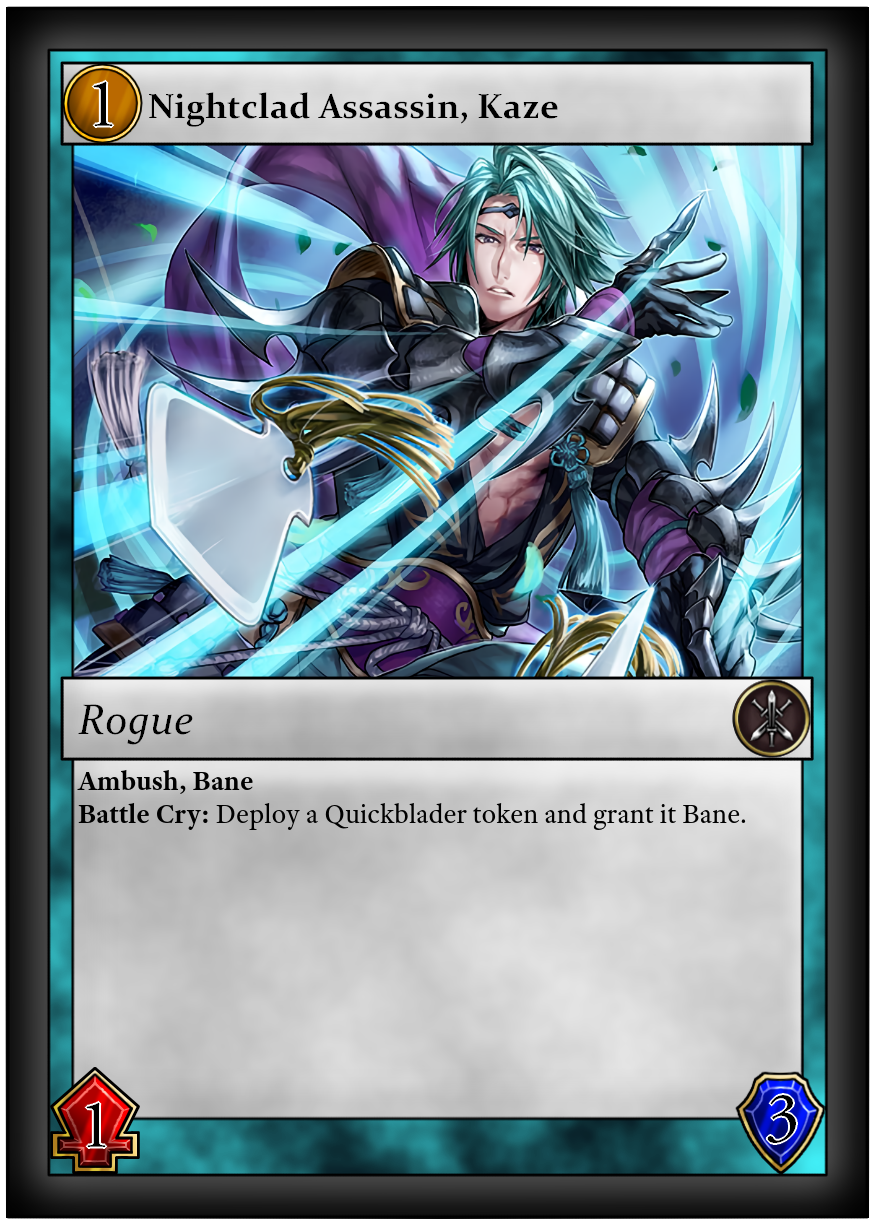 1
Nightclad Assassin, Kaze
Rogue
Ambush, Bane
Battle Cry: Deploy a Quickblader token and grant it Bane.
1
3